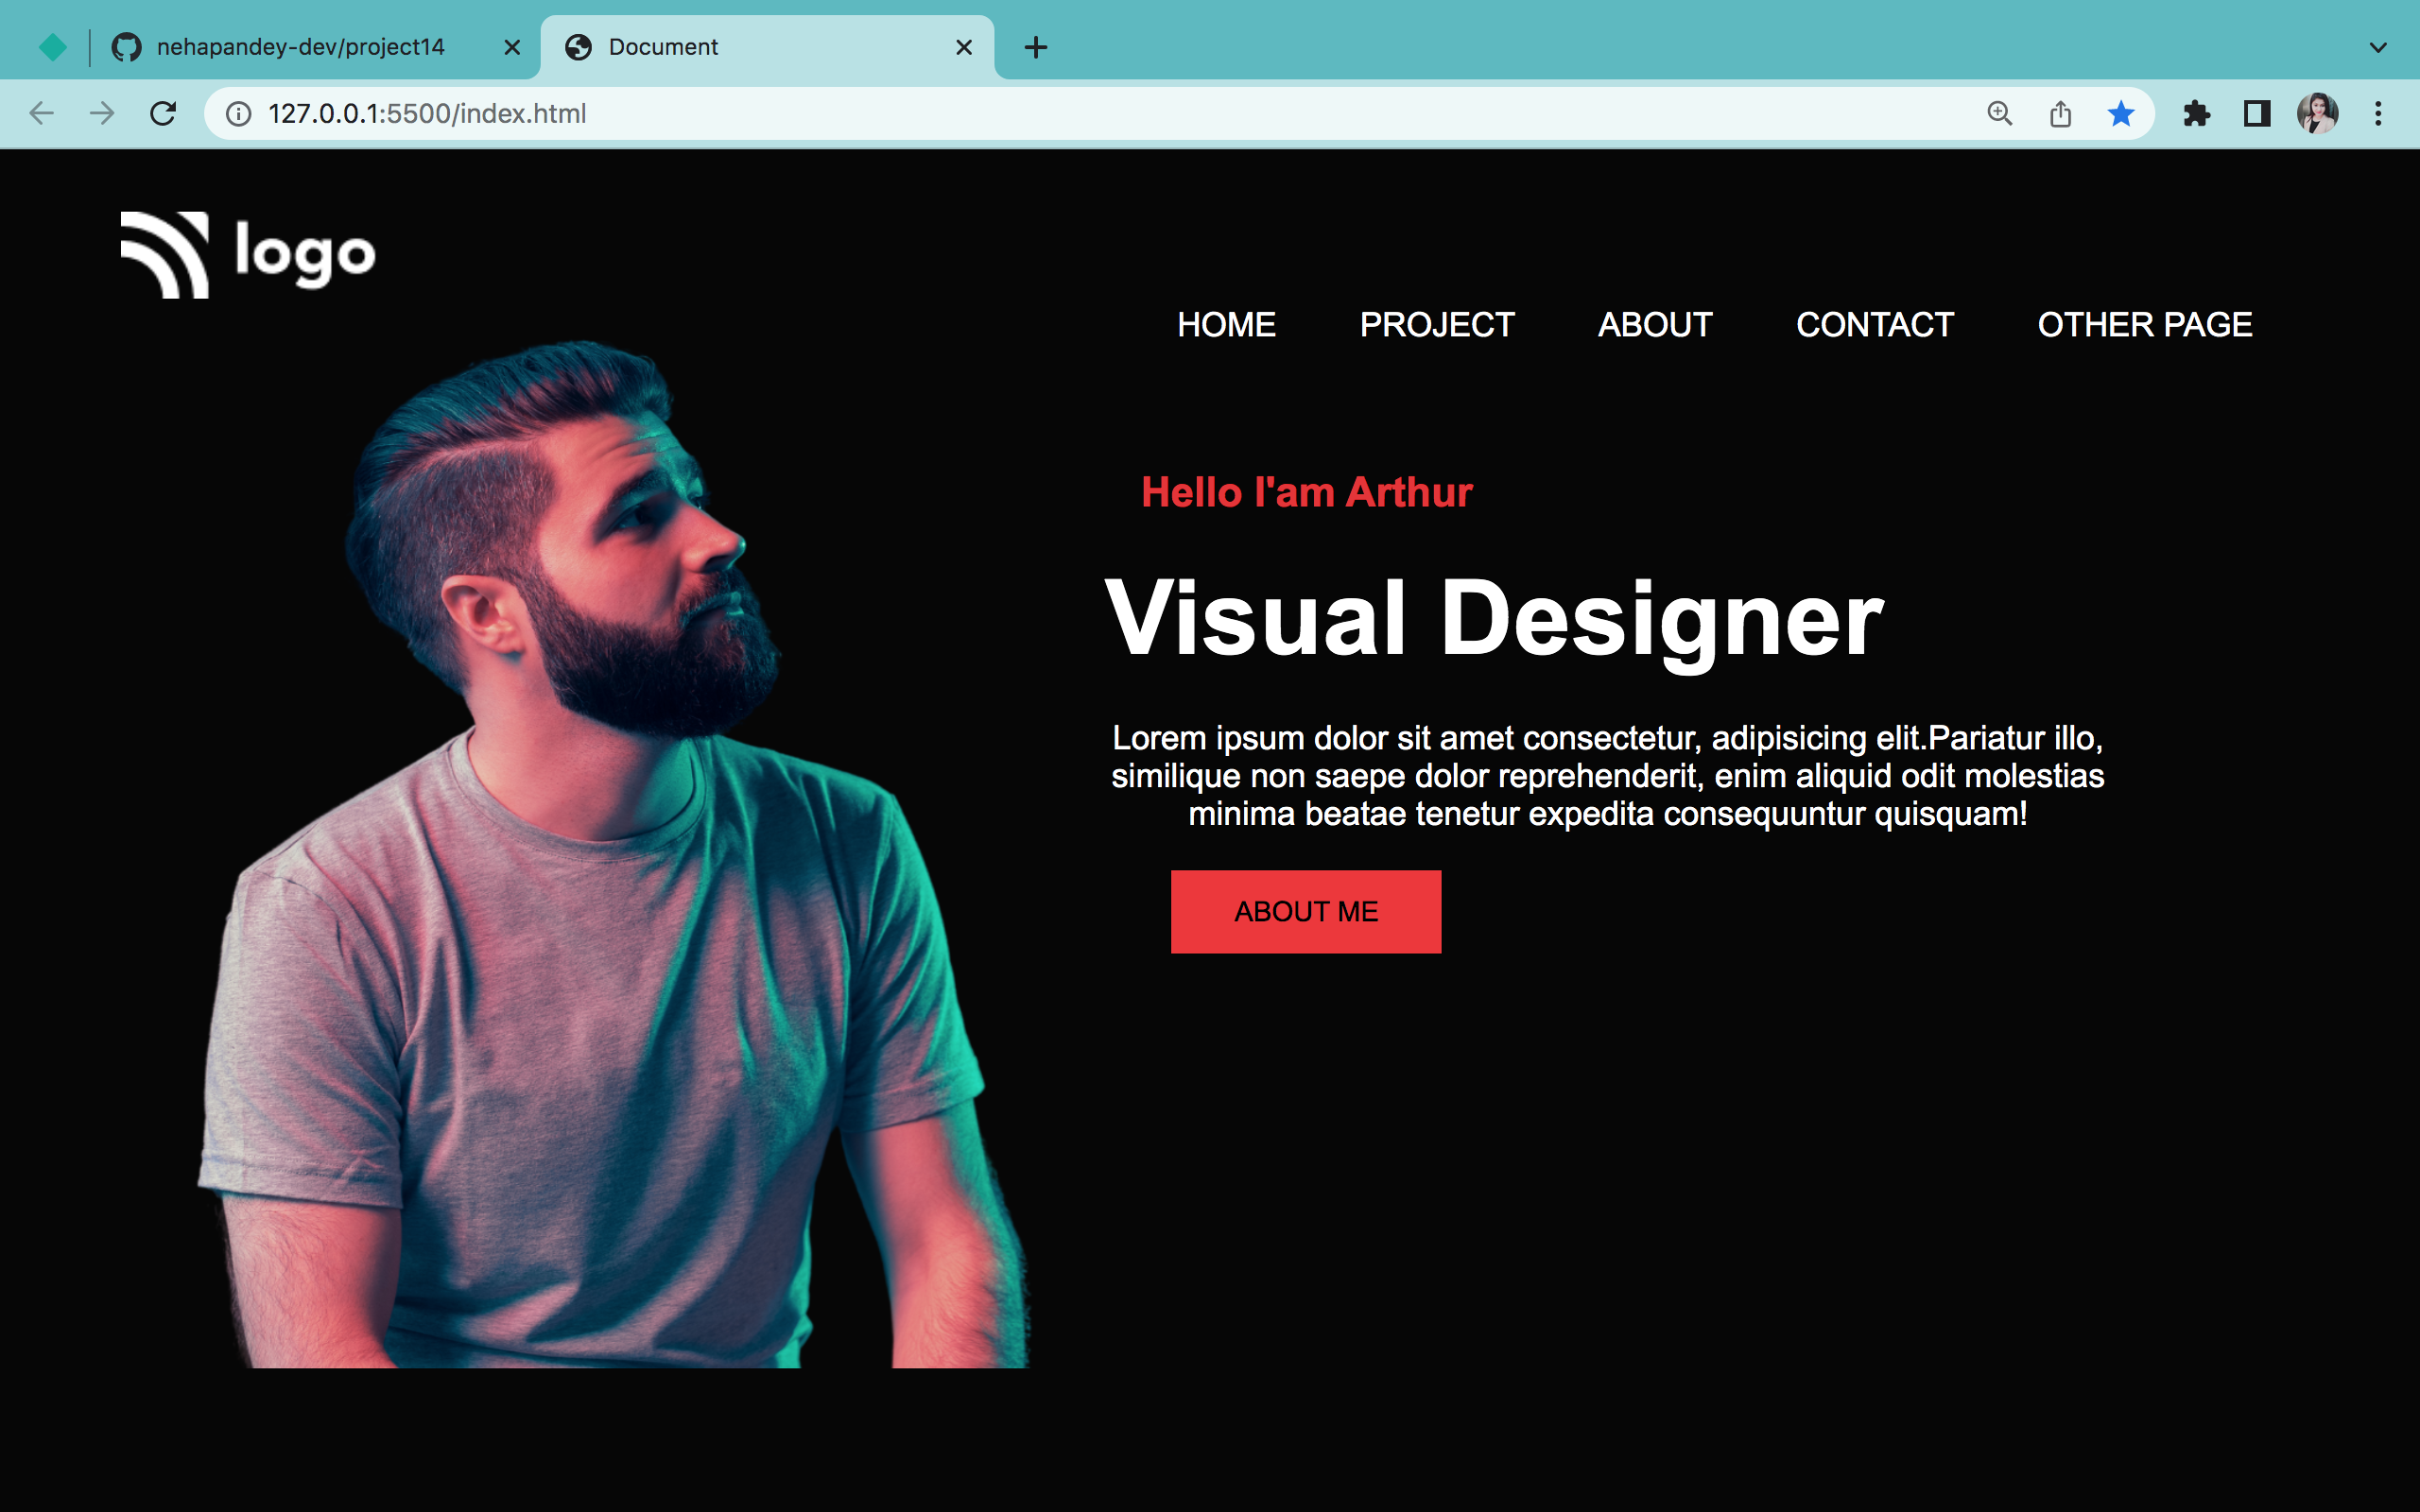 nehapandey-dev/project14
Document
127.0.0.1:5500/index.html
logo
HOME PROJECT ABOUT CONTACT OTHER PAGE
Hello I'am Arthur
Visual Designer
Lorem ipsum dolor sit amet consectetur, adipisicing elit.Pariatur illo,
similique non saepe dolor reprehenderit, enim aliquid odit molestias
minima beatae tenetur expedita consequuntur quisquam!
ABOUT ME